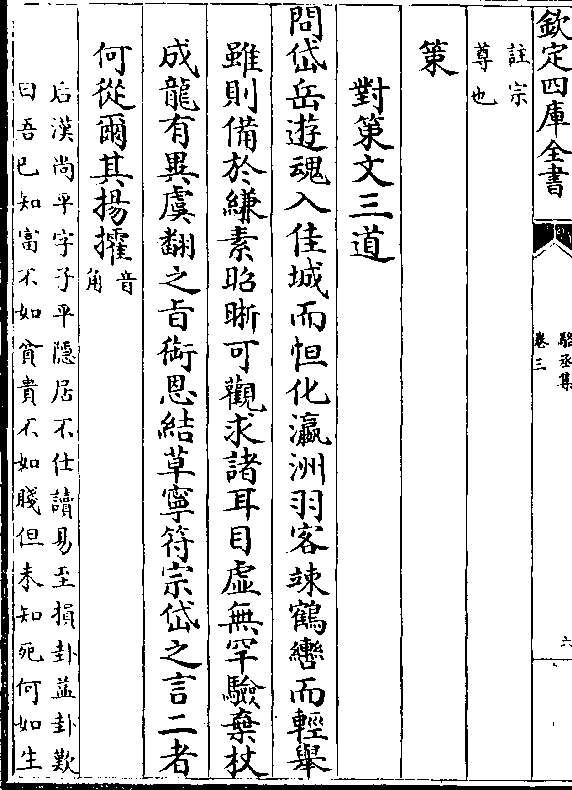 欽定四庫全書
駱丞集
卷三
六
註宗
尊也
策
對策文三道
問岱岳遊魂入佳城而怛化瀛洲羽客竦鶴轡而輕舉
雖則備於縑素昭晰可觀求諸耳目虛無罕驗棄杖
成龍有異虞翻之旨銜恩結草寧符宗岱之言二者
何從爾其揚搉音
角
后漢尚平字子平隱居不仕讀易至損卦益卦歎
曰吾已知富不如貧貴不如賤但未知死何如生